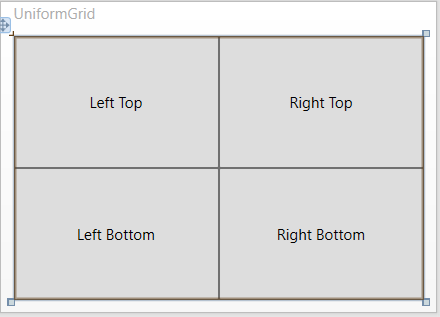 UniformGrid
Left Top
Right Top
Left Bottom
Right Bottom